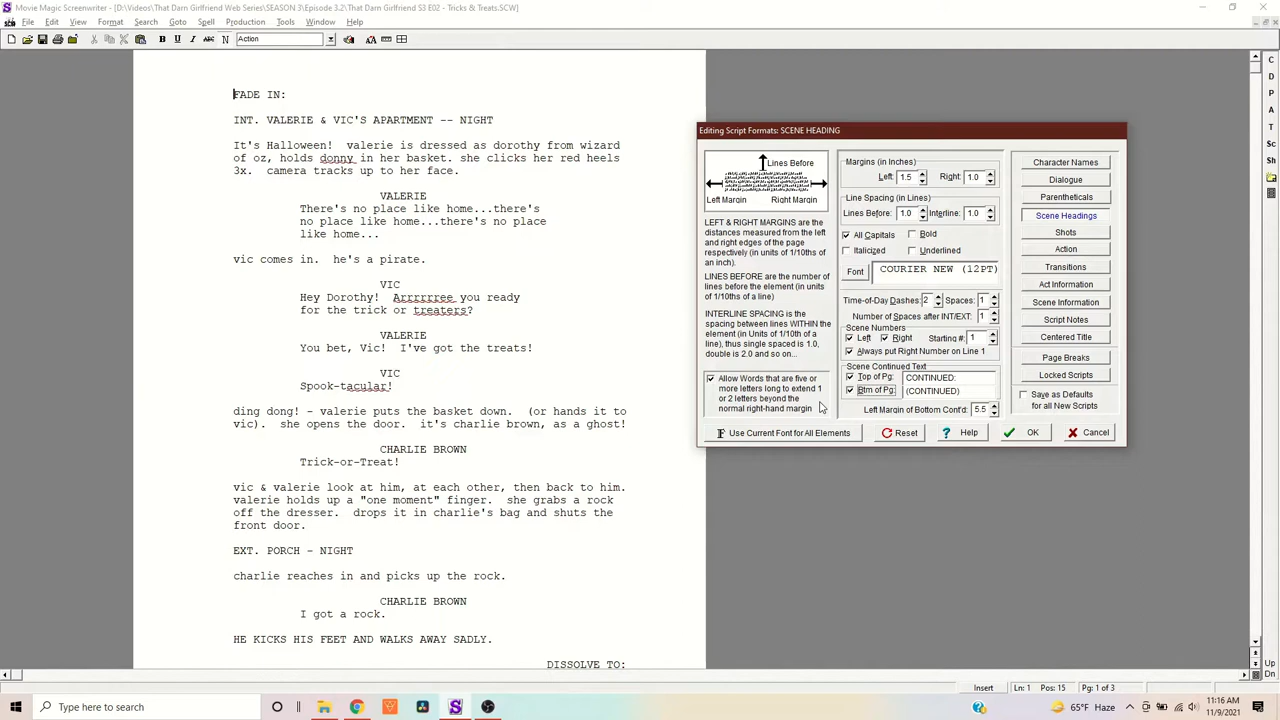 Movie Magic Screenwriter - [D:\Videos\That Darn Girlfriend Web Series\SEASON 3\Episode 3.2\That Darn Girlfriend S3 E02 - Tricks & Treats.SCW]
File Edit View Format Search Goto Spell Production Tools Window Help
B U I ABC N Action
FADE IN:
INT. VALERIE & VIC'S APARTMENT -- NIGHT
It's Halloween! valerie is dressed as dorothy from wizard
of oz, holds donny in her basket. she clicks her red heels
3x. camera tracks up to her face.
VALERIE
There's no place like home...there's
no place like home...there's no place
like home...
vic comes in. he's a pirate.
VIC
Hey Dorothy! Arrrrrree you ready
for the trick or treaters?
VALERIE
You bet, Vic! I've got the treats!
VIC
Spook-tacular!
ding dong! - valerie puts the basket down. (or hands it to
vic). she opens the door. it's charlie brown, as a ghost!
CHARLIE BROWN
Trick-or-Treat!
vic & valerie look at him, at each other, then back to him.
valerie holds up a "one moment" finger. she grabs a rock
off the dresser. drops it in charlie's bag and shuts the
front door.
EXT. PORCH - NIGHT
charlie reaches in and picks up the rock.
CHARLIE BROWN
I got a rock.
HE KICKS HIS FEET AND WALKS AWAY SADLY.
DISSOLVE TO:
Editing Script Formats: SCENE HEADING
Lines Before
Left Margin Right Margin
LEFT & RIGHT MARGINS are the
distances measured from the left
and right edges of the page
respectively (in units of 1/10ths of
an inch).
LINES BEFORE are the number of
lines before the element (in units
of 1/10ths of a line)
INTERLINE SPACING is the
spacing between lines WITHIN the
element (in Units of 1/10th of a
line), thus single spaced is 1.0,
double is 2.0 and so on...
Allow Words that are five or
more letters long to extend 1
or 2 letters beyond the
normal right-hand margin
Margins (in Inches)
Left: 1.5 Right: 1.0
Line Spacing (in Lines)
Lines Before: 1.0 Interline: 1.0
All Capitals Bold
Italicized Underlined
Font COURIER NEW (12PT)
Time-of-Day Dashes: 2 Spaces: 1
Number of Spaces after INT/EXT: 1
Scene Numbers
Left Right Starting #: 1
Always put Right Number on Line 1
Scene Continued Text
Top of Pg: CONTINUED:
Btm of Pg: (CONTINUED)
Left Margin of Bottom Cont'd: 5.5
Character Names
Dialogue
Parentheticals
Scene Headings
Shots
Action
Transitions
Act Information
Scene Information
Script Notes
Centered Title
Page Breaks
Locked Scripts
Save as Defaults
for all New Scripts
Use Current Font for All Elements Reset Help OK Cancel
C
D
P
A
T
Sc
Sh
Up
Dn
Insert Ln: 1 Pos: 15 Pg: 1 of 3
Type here to search
65°F Haze
11:16 AM
11/9/2021